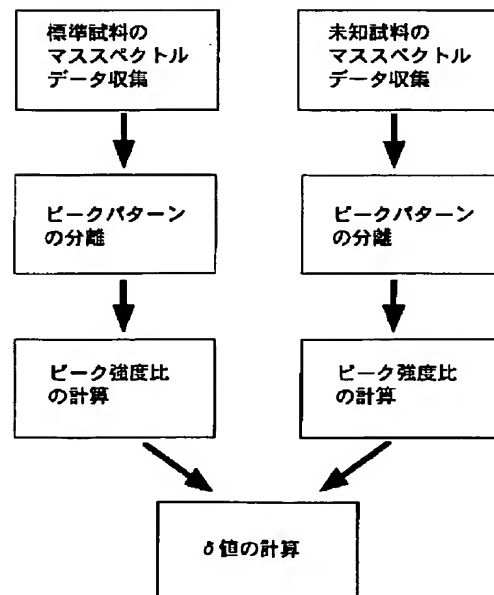 標準試料の
マススペクトル
データ収集
未知試料の
マススペクトル
データ収集
ピークパターン
の分離
ピークパターン
の分離
ピーク強度比
の計算
ピーク強度比
の計算
δ値の計算